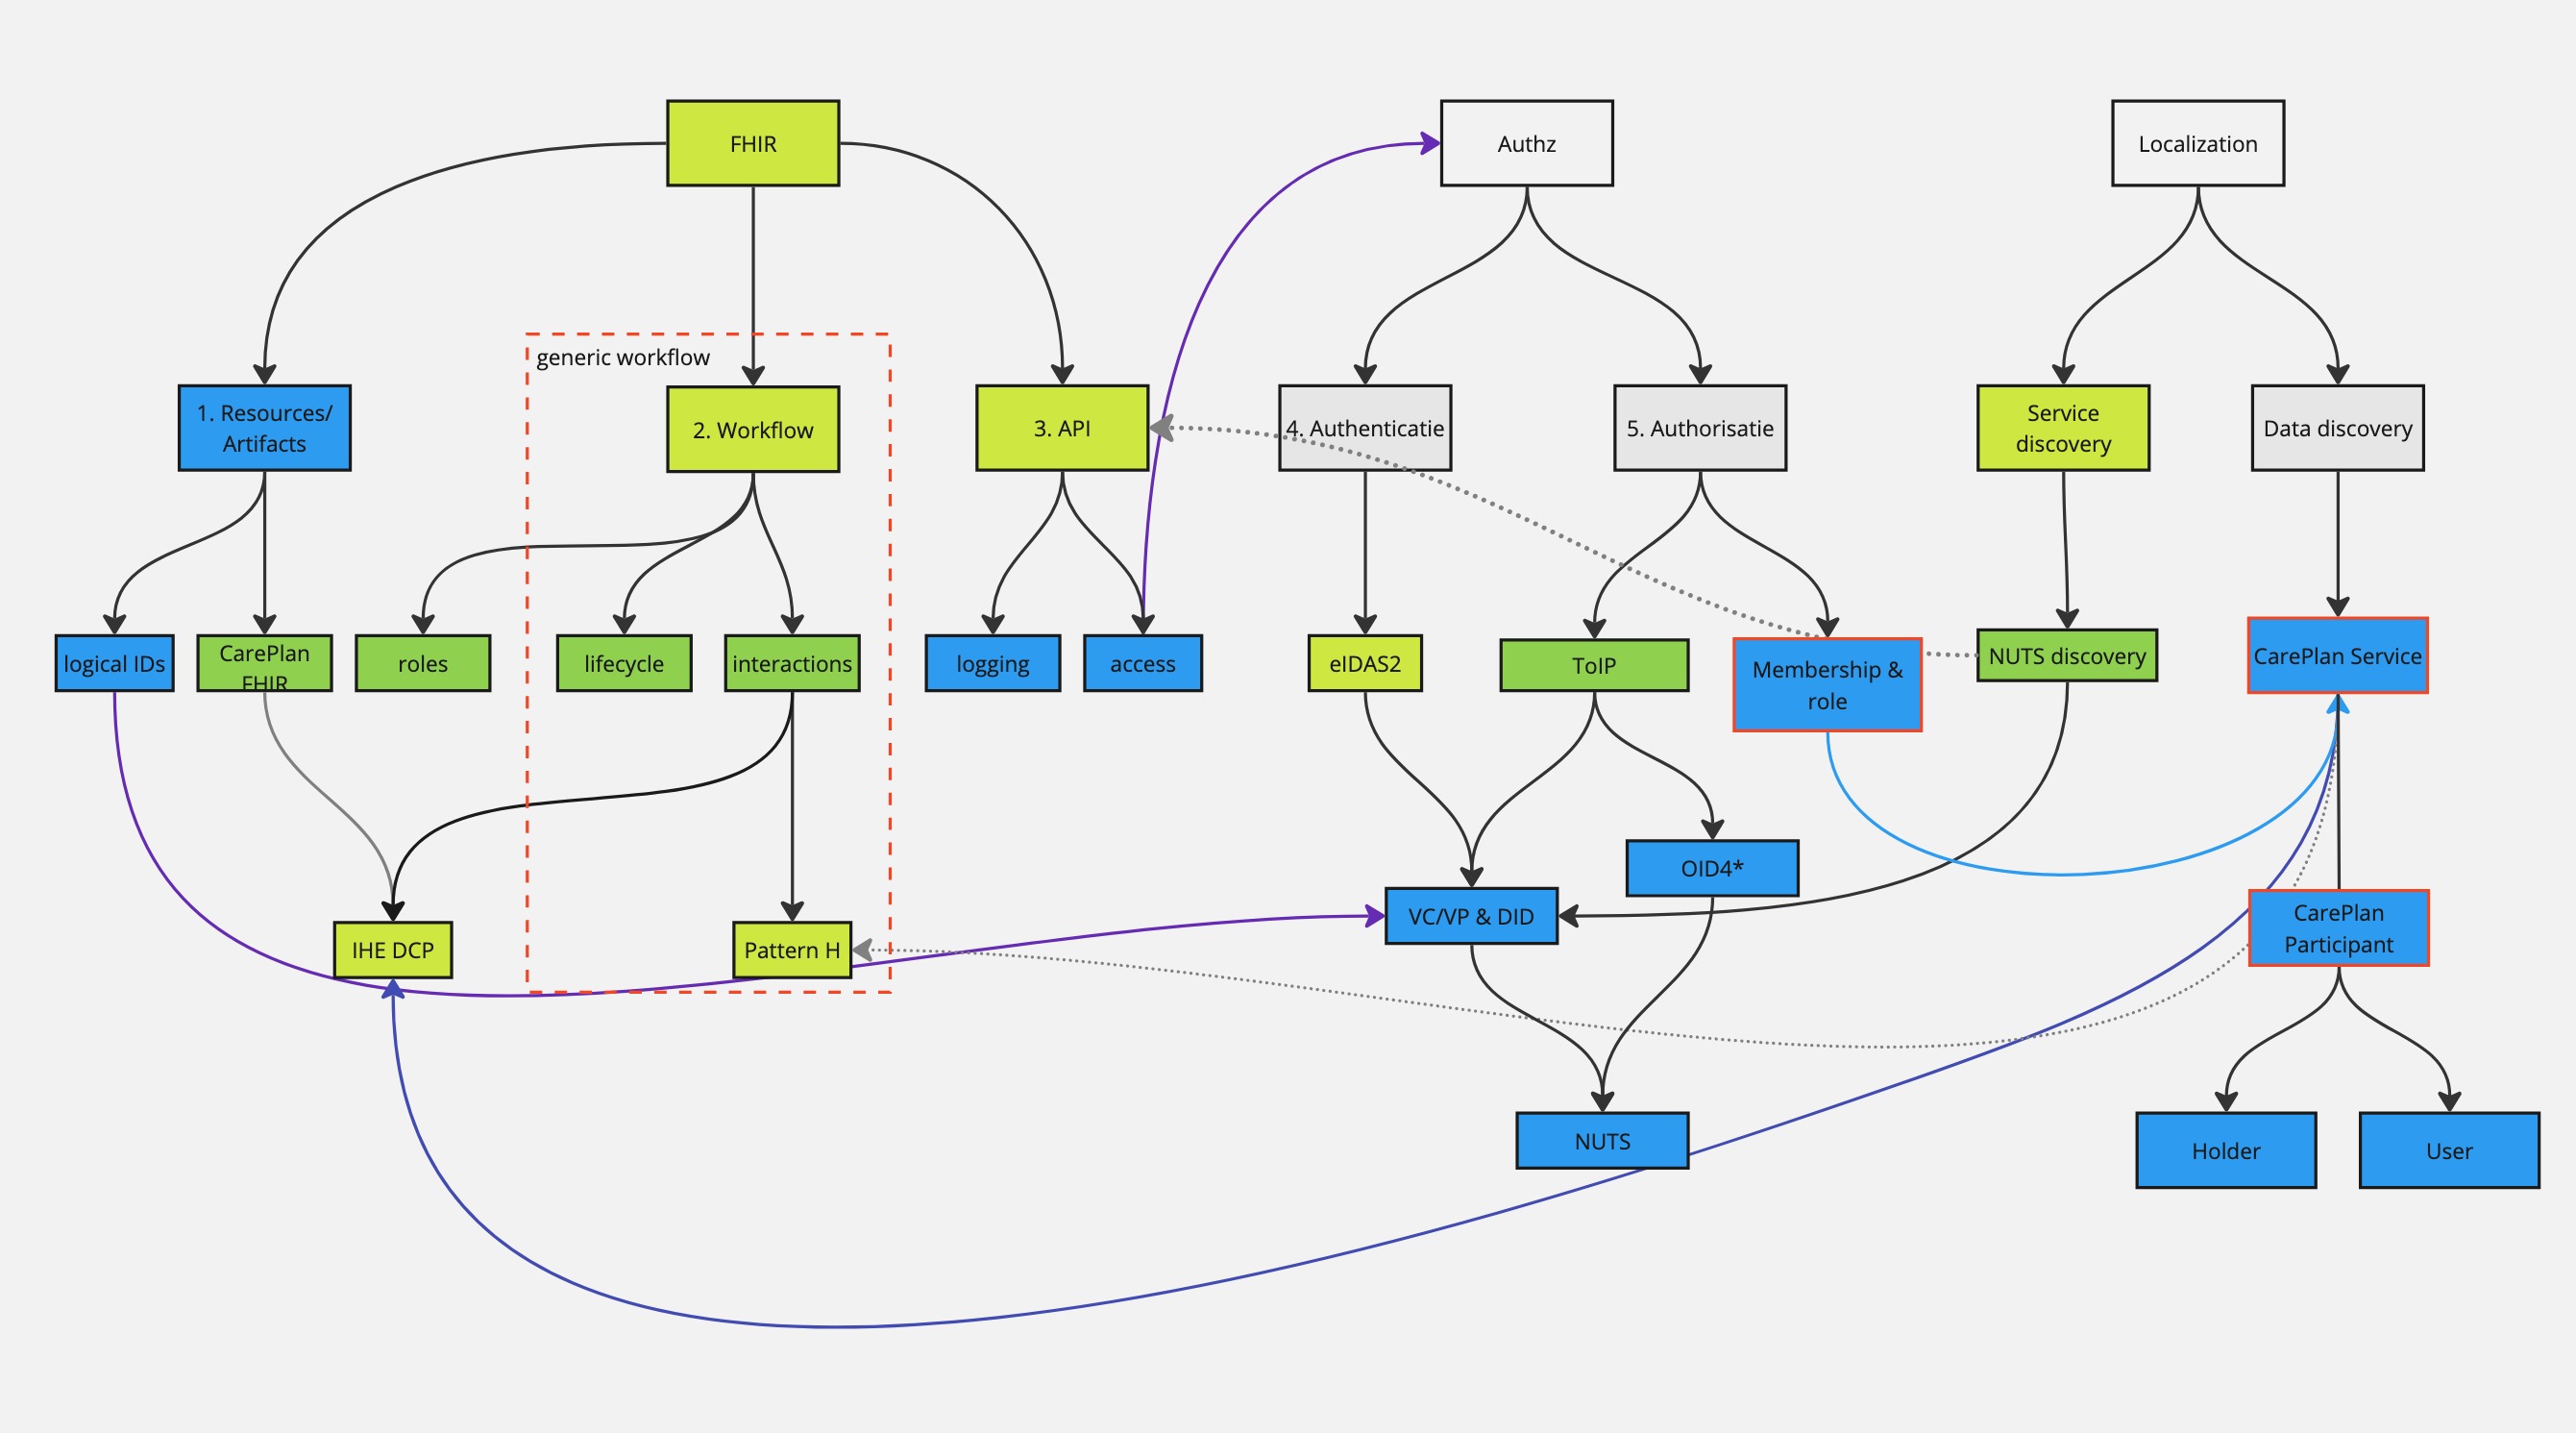 FHIR
Authz
Localization
generic workflow
1. Resources/
Artifacts
2. Workflow
3. API
4. Authenticatie
5. Authorisatie
Service
discovery
Data discovery
logical IDs
CarePlan
FHIR
roles
lifecycle
interactions
logging
access
eIDAS2
ToIP
Membership &
role
NUTS discovery
CarePlan Service
OID4*
VC/VP & DID
CarePlan
Participant
IHE DCP
Pattern H
NUTS
Holder
User